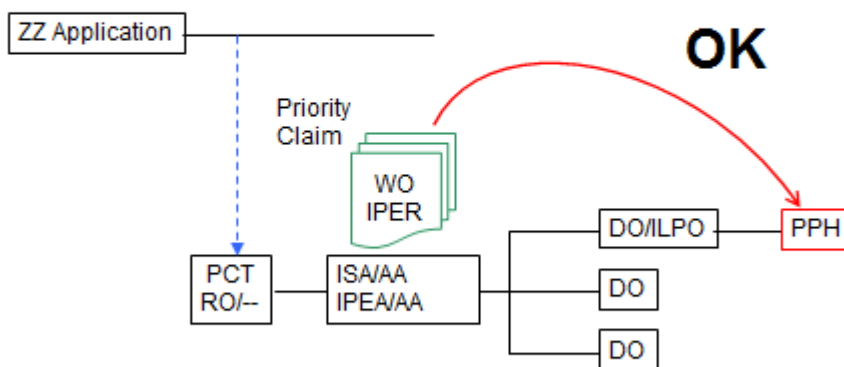 ZZ Application
OK
Priority
Claim
WO
IPER
DO/ILPO
PPH
PCT
RO/--
ISA/AA
IPEA/AA
DO
DO